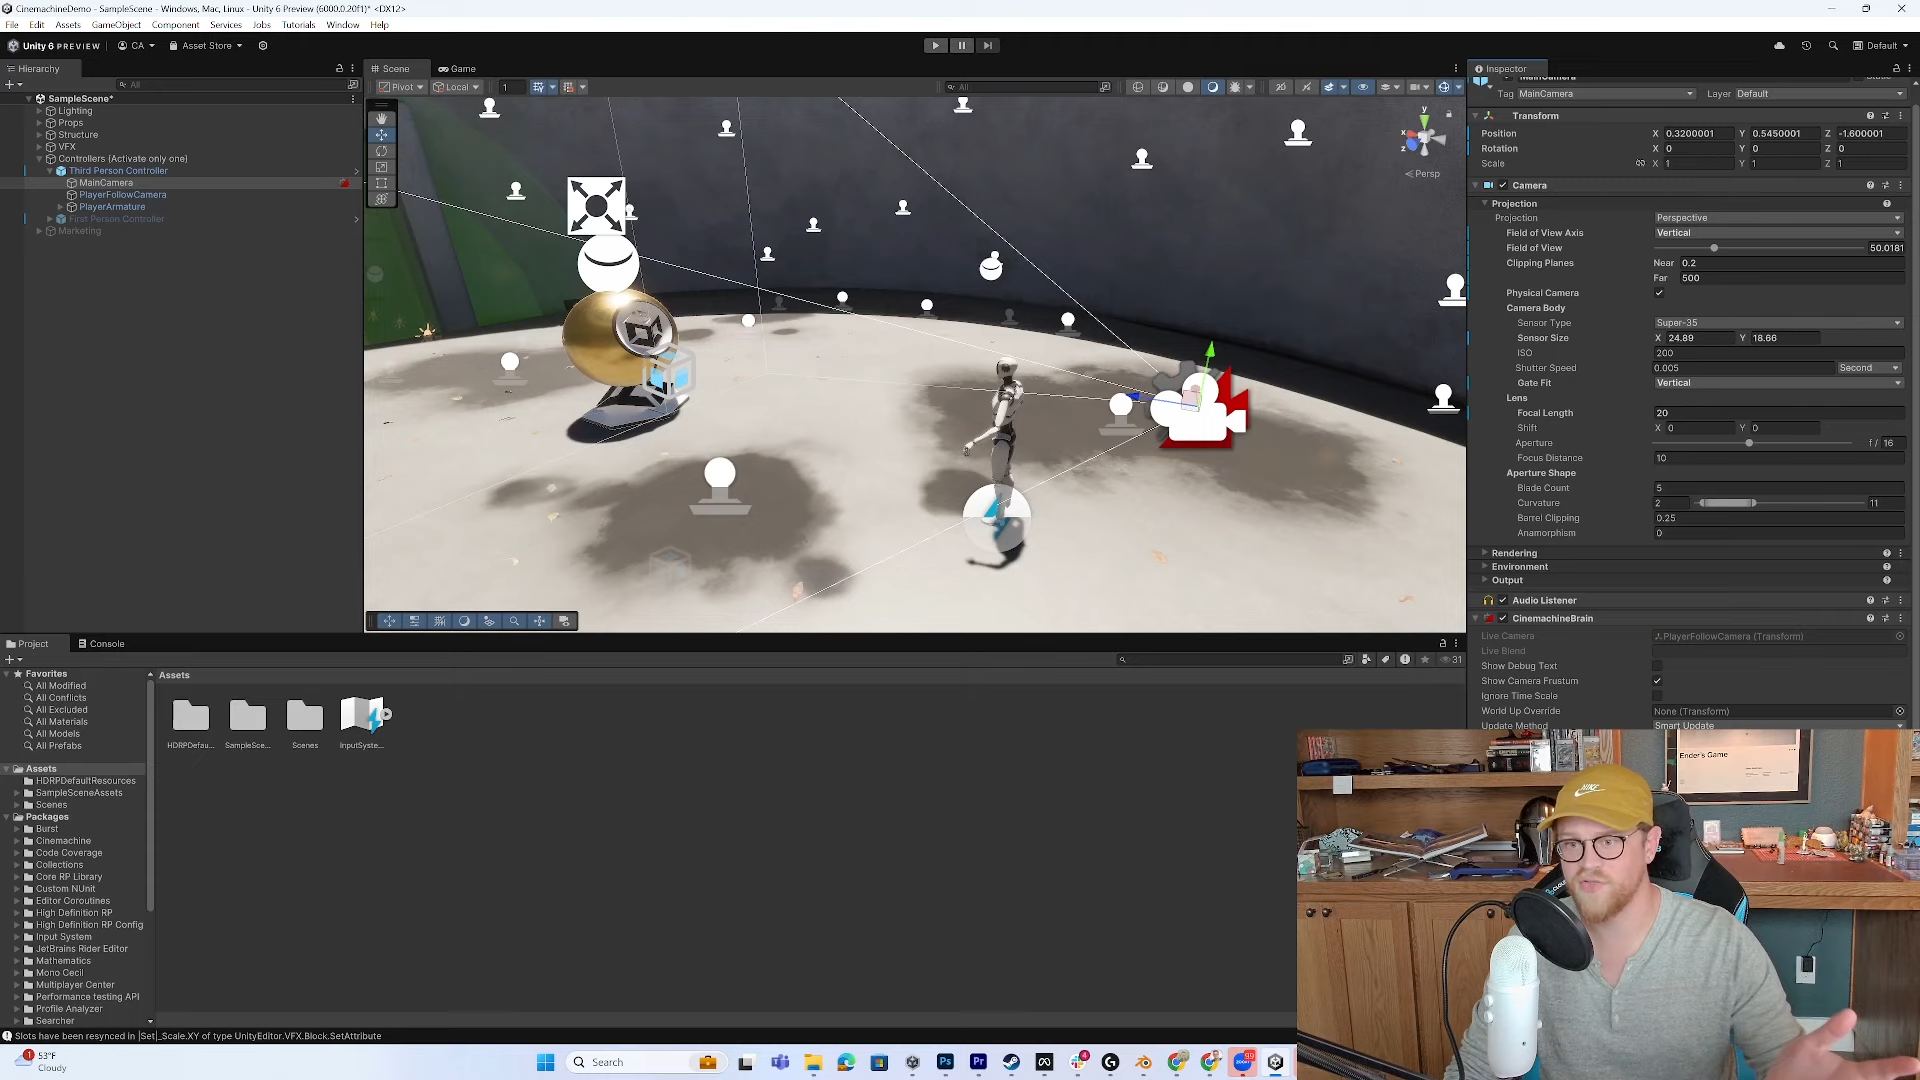 CinemachineDemo - SampleScene - Windows, Mac, Linux - Unity 6 Preview (6000.0.20f1)* <DX12>
File Edit Assets GameObject Component Services Jobs Tutorials Window Help
Unity 6 PREVIEW CA Asset Store Default
Hierarchy
All
SampleScene*
Lighting
Props
Structure
VFX
Controllers (Activate only one)
Third Person Controller
MainCamera
PlayerFollowCamera
PlayerArmature
First Person Controller
Marketing
Scene Game
Pivot Local 1 All
y
x
z
Persp
Inspector
MainCamera
Tag MainCamera Layer Default
Transform
Position X 0.3200001 Y 0.5450001 Z -1.600001
Rotation X 0 Y 0 Z 0
Scale X 1 Y 1 Z 1
Camera
Projection
Projection Perspective
Field of View Axis Vertical
Field of View 50.0181
Clipping Planes Near 0.2
Far 500
Physical Camera
Camera Body
Sensor Type Super-35
Sensor Size X 24.89 Y 18.66
ISO 200
Shutter Speed 0.005 Second
Gate Fit Vertical
Lens
Focal Length 20
Shift X 0 Y 0
Aperture f / 16
Focus Distance 10
Aperture Shape
Blade Count 5
Curvature 2 11
Barrel Clipping 0.25
Anamorphism 0
Rendering
Environment
Output
Audio Listener
CinemachineBrain
Live Camera PlayerFollowCamera (Transform)
Live Blend
Show Debug Text
Show Camera Frustum
Ignore Time Scale
World Up Override None (Transform)
Update Method Smart Update
Project Console
31
Favorites
All Modified
All Conflicts
All Excluded
All Materials
All Models
All Prefabs
Assets
HDRPDefaultResources
SampleSceneAssets
Scenes
Packages
Burst
Cinemachine
Code Coverage
Collections
Core RP Library
Custom NUnit
Editor Coroutines
High Definition RP
High Definition RP Config
Input System
JetBrains Rider Editor
Mathematics
Mono Cecil
Multiplayer Center
Performance testing API
Profile Analyzer
Searcher
Assets
HDRPDefau... SampleSce... Scenes InputSyste...
Slots have been resynced in |Set|_Scale.XY of type UnityEditor.VFX.Block.SetAttribute
Ender's Game
NIKE
1
53°F
Cloudy
Search
Ps
Pr
4
99